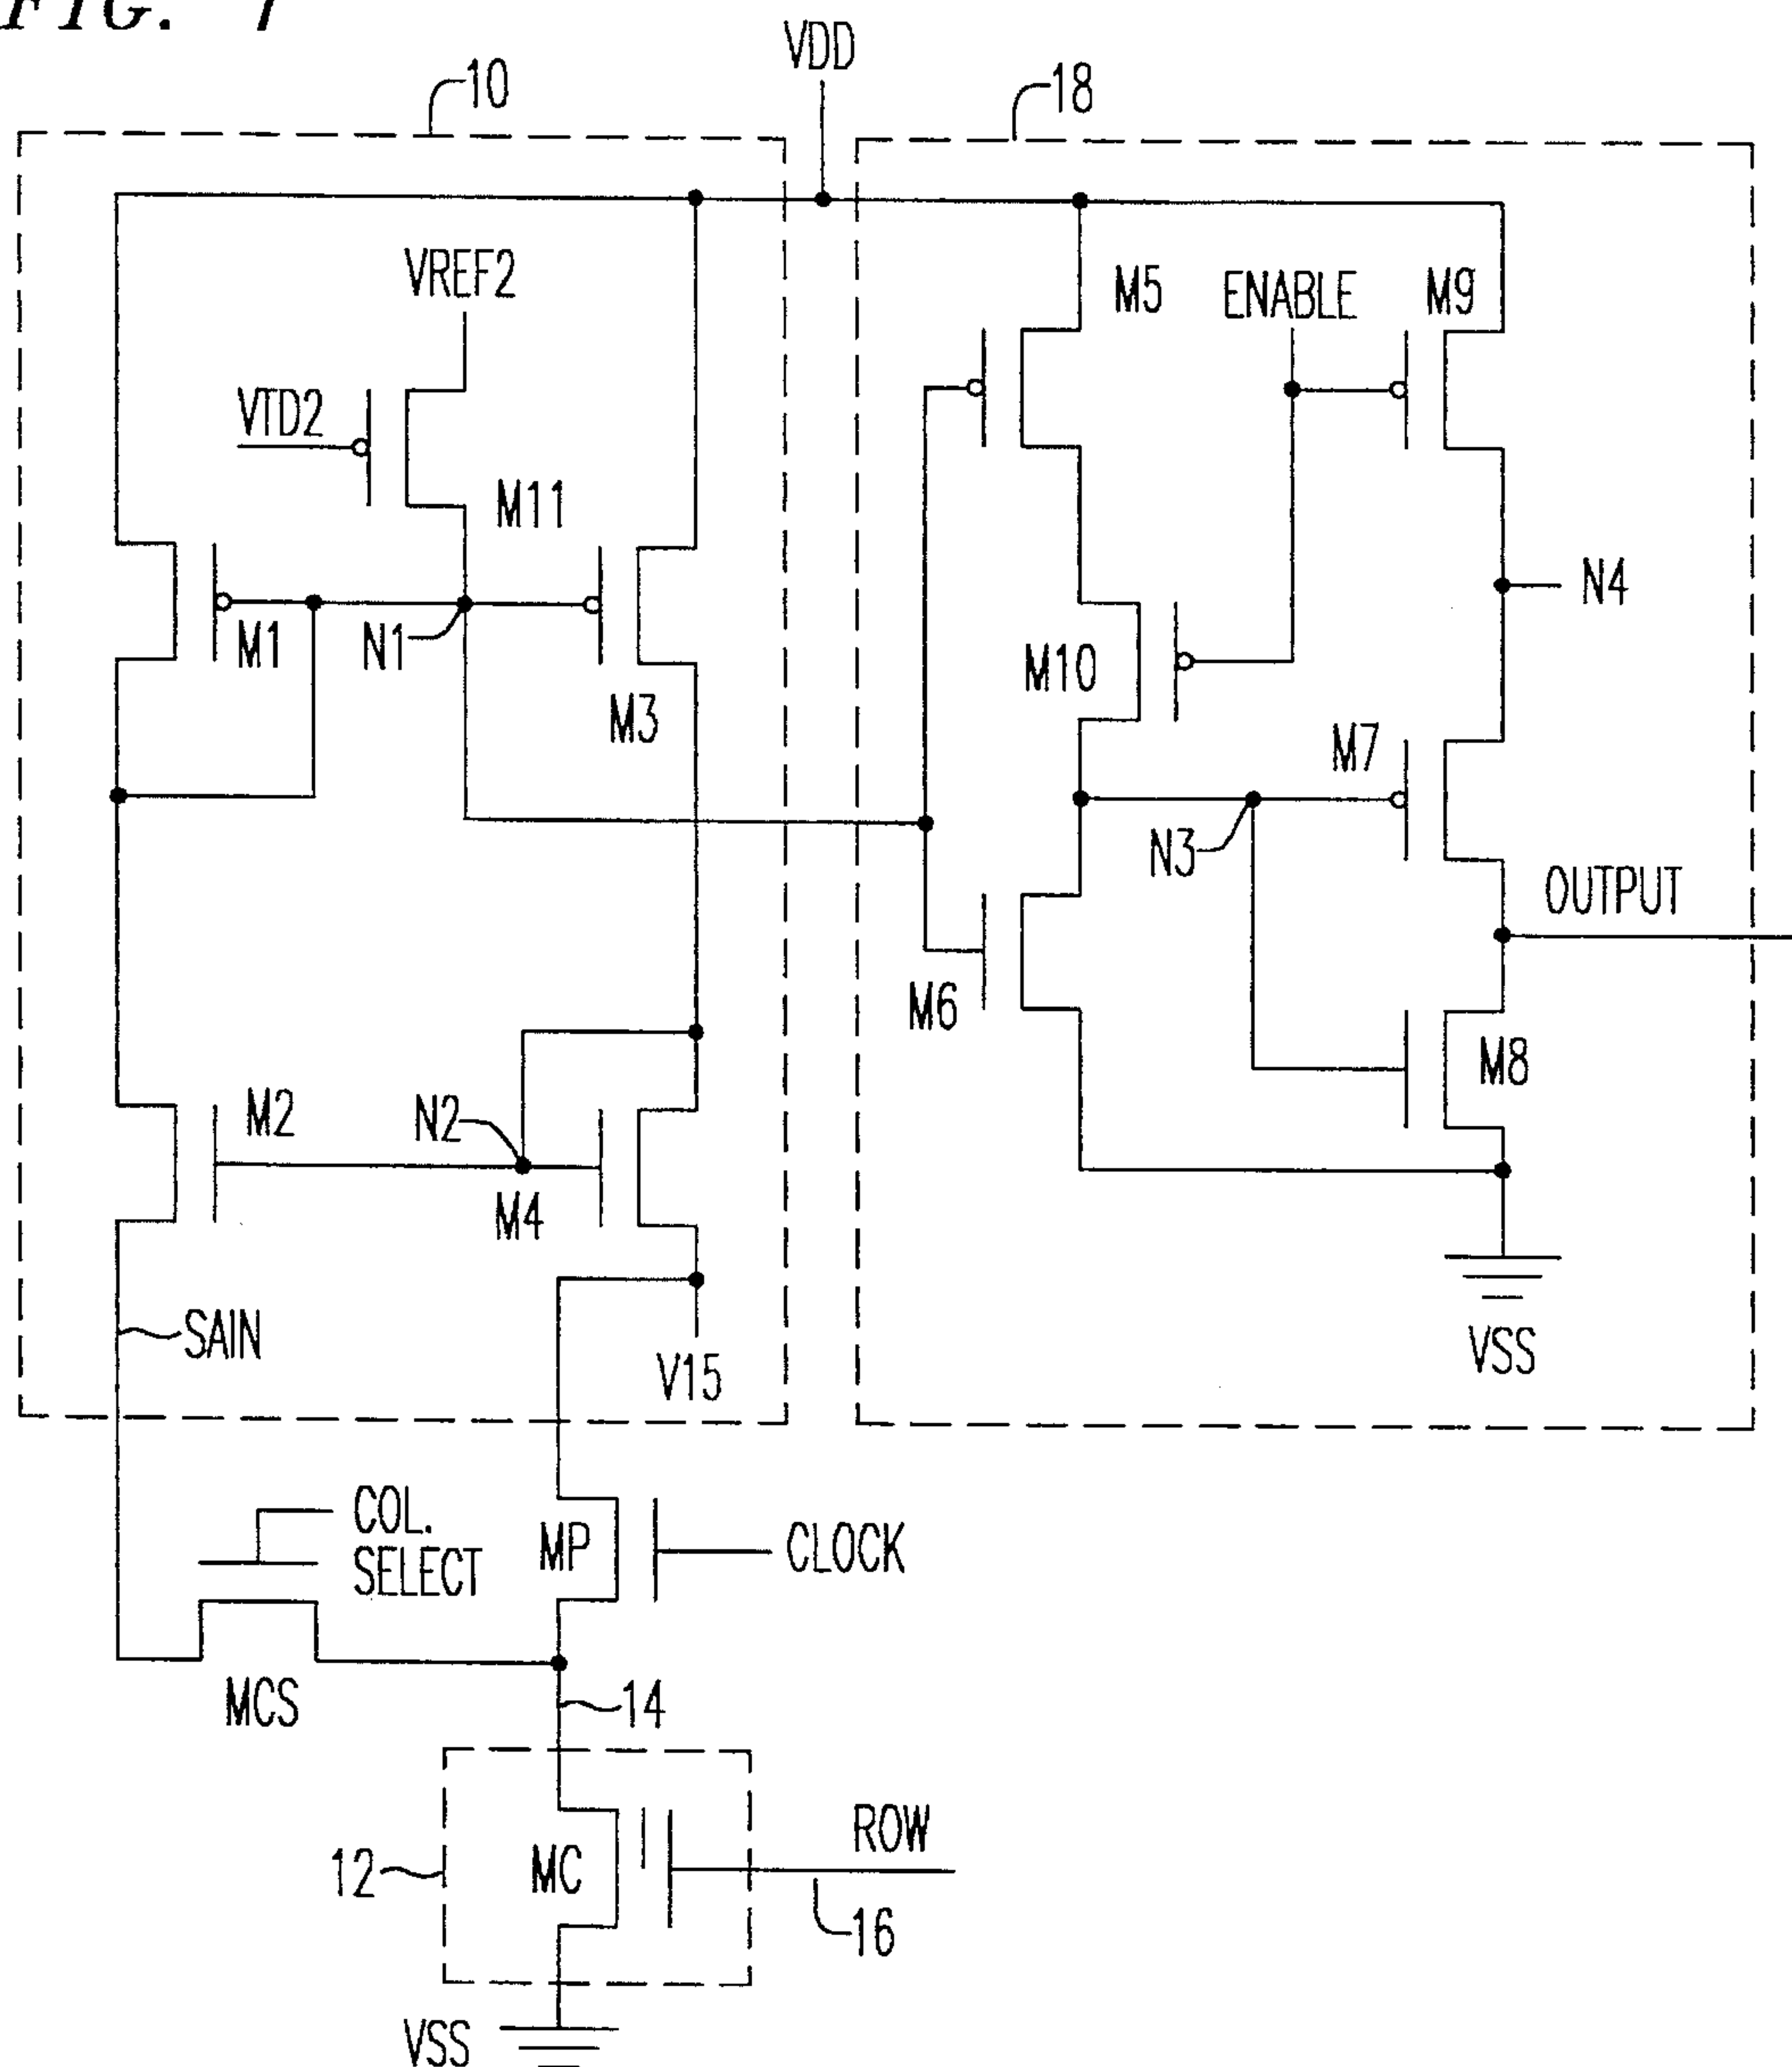 FIG.
VDD
10
18
VREF2
M5
ENABLE
M9
VTD2
M11
M1
N1
M3
M10
N4
M7
N3
OUTPUT
M6
M2
N2
M4
M8
SAIN
V15
VSS
COL.
SELECT
MP
CLOCK
MCS
14
12
MC
ROW
16
VSS